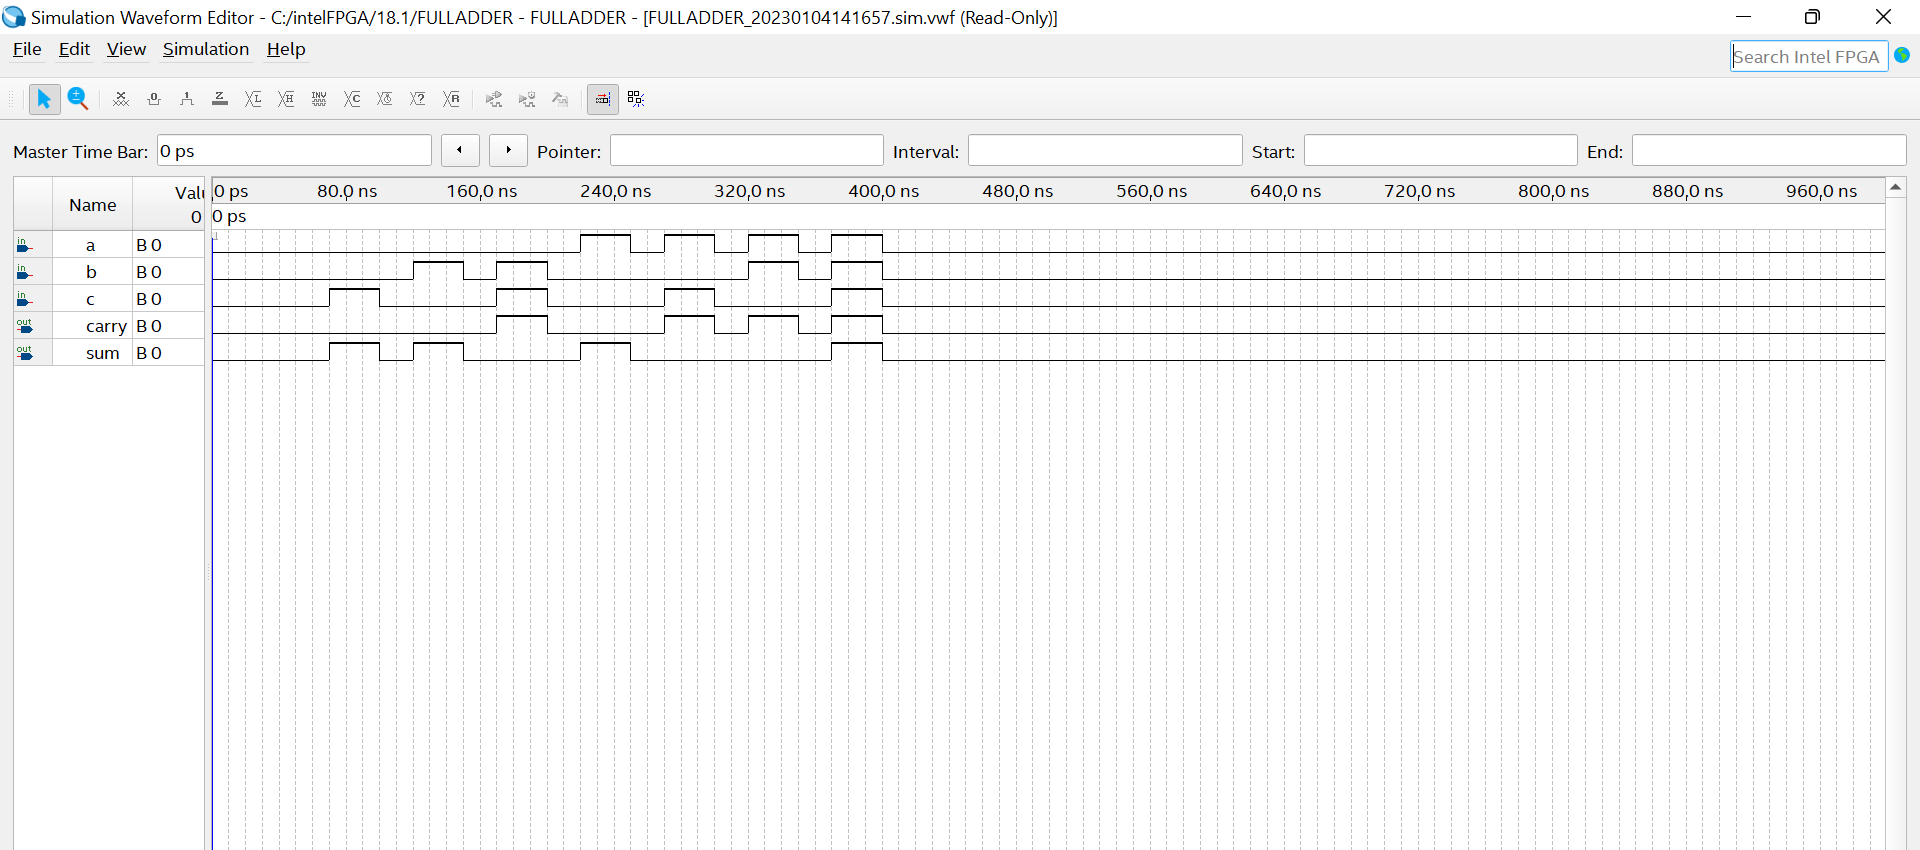 Simulation Waveform Editor - C:/intelFPGA/18.1/FULLADDER - FULLADDER - [FULLADDER_20230104141657.sim.vwf (Read-Only)]
File Edit View Simulation Help
Search Intel FPGA
Master Time Bar: 0 ps Pointer: Interval: Start: End:
Name Valu 0 ps 80.0 ns 160,0 ns 240,0 ns 320,0 ns 400,0 ns 480,0 ns 560,0 ns 640,0 ns 720,0 ns 800,0 ns 880,0 ns 960,0 ns
0 0 ps
in a B 0
in b B 0
in c B 0
out carry B 0
out sum B 0